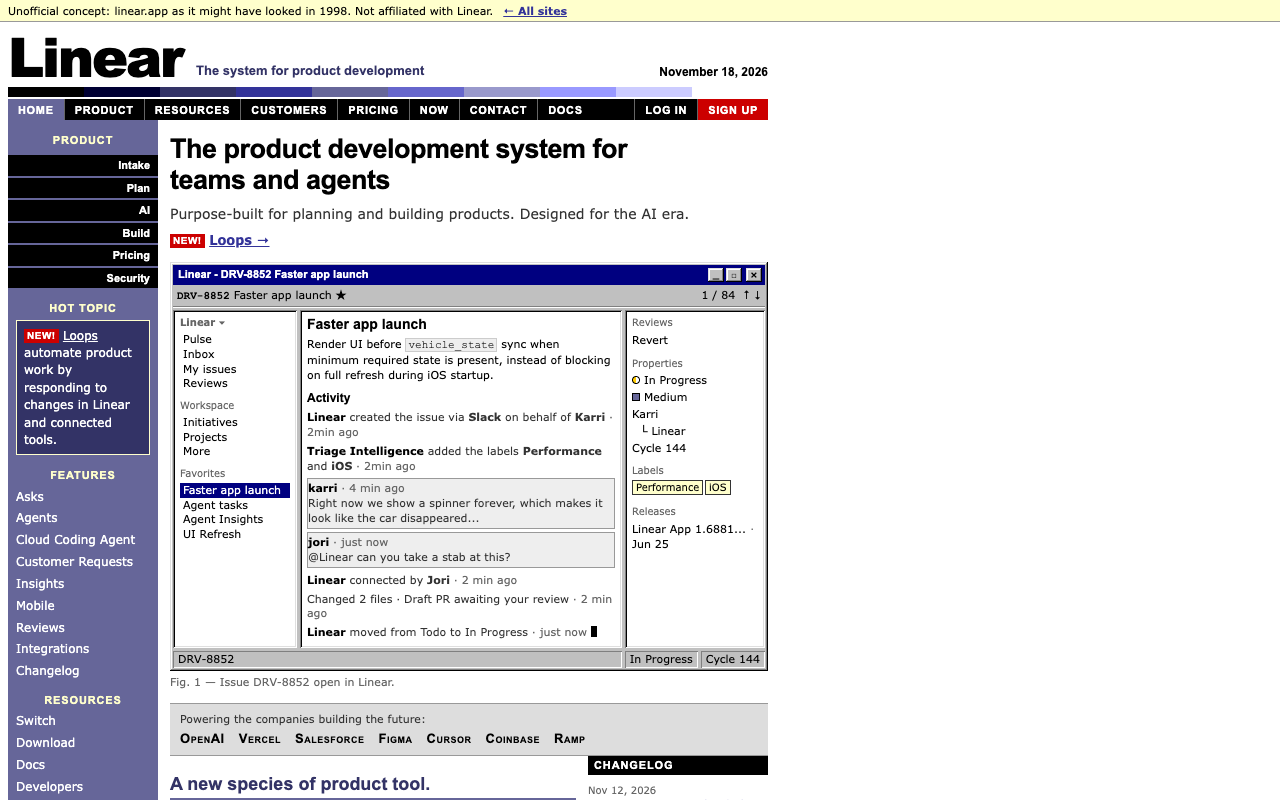 Unofficial concept: linear.app as it might have looked in 1998. Not affiliated with Linear. ← All sites
Linear The system for product development November 18, 2026
HOME PRODUCT RESOURCES CUSTOMERS PRICING NOW CONTACT DOCS LOG IN SIGN UP
PRODUCT
Intake
Plan
AI
Build
Pricing
Security
HOT TOPIC
NEW! Loops
automate product
work by
responding to
changes in Linear
and connected
tools.
FEATURES
Asks
Agents
Cloud Coding Agent
Customer Requests
Insights
Mobile
Reviews
Integrations
Changelog
RESOURCES
Switch
Download
Docs
Developers
The product development system for
teams and agents
Purpose-built for planning and building products. Designed for the AI era.
NEW! Loops →
Linear - DRV-8852 Faster app launch
DRV-8852 Faster app launch ★ 1 / 84 ↑ ↓
Linear ▾
Pulse
Inbox
My issues
Reviews
Workspace
Initiatives
Projects
More
Favorites
Faster app launch
Agent tasks
Agent Insights
UI Refresh
Faster app launch
Render UI before vehicle_state sync when
minimum required state is present, instead of blocking
on full refresh during iOS startup.
Activity
Linear created the issue via Slack on behalf of Karri ·
2min ago
Triage Intelligence added the labels Performance
and iOS · 2min ago
karri · 4 min ago
Right now we show a spinner forever, which makes it
look like the car disappeared...
jori · just now
@Linear can you take a stab at this?
Linear connected by Jori · 2 min ago
Changed 2 files · Draft PR awaiting your review · 2 min
ago
Linear moved from Todo to In Progress · just now
Reviews
Revert
Properties
In Progress
Medium
Karri
└ Linear
Cycle 144
Labels
Performance iOS
Releases
Linear App 1.6881... ·
Jun 25
DRV-8852 In Progress Cycle 144
Fig. 1 — Issue DRV-8852 open in Linear.
Powering the companies building the future:
OpenAI Vercel Salesforce Figma Cursor Coinbase Ramp
A new species of product tool.
CHANGELOG
Nov 12, 2026